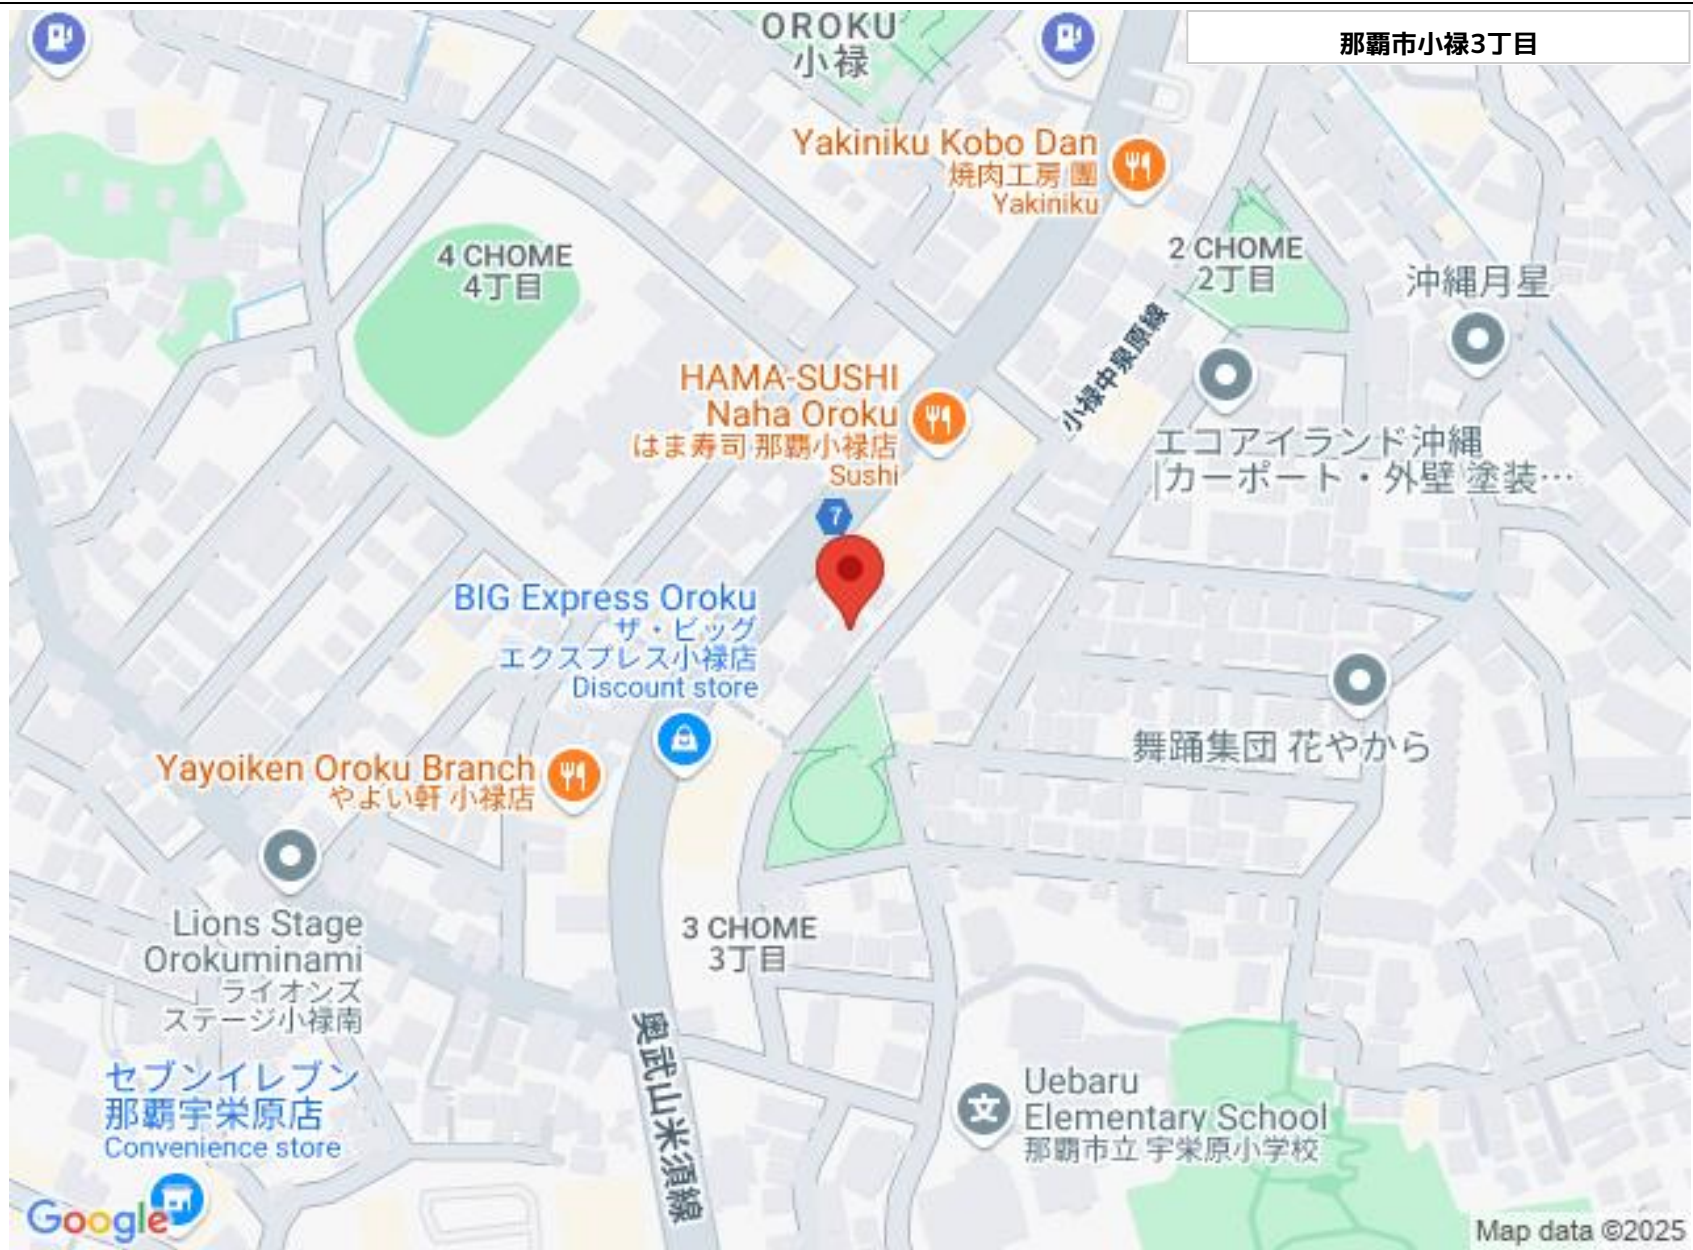 OROKU
小禄
那覇市小禄3丁目
Yakiniku Kobo Dan
焼肉工房 團
Yakiniku
4 CHOME
4丁目
2 CHOME
2丁目
沖縄月星
小禄中泉原線
HAMA-SUSHI
Naha Oroku
はま寿司 那覇小禄店
Sushi
エコアイランド沖縄
|カーポート・外壁 塗装…
7
BIG Express Oroku
ザ・ビッグ
エクスプレス小禄店
Discount store
舞踊集団 花やから
Yayoiken Oroku Branch
やよい軒 小禄店
Lions Stage
Orokuminami
ライオンズ
ステージ小禄南
3 CHOME
3丁目
奥武山米須線
セブンイレブン
那覇宇栄原店
Convenience store
文
Uebaru
Elementary School
那覇市立 宇栄原小学校
Google
Map data ©2025